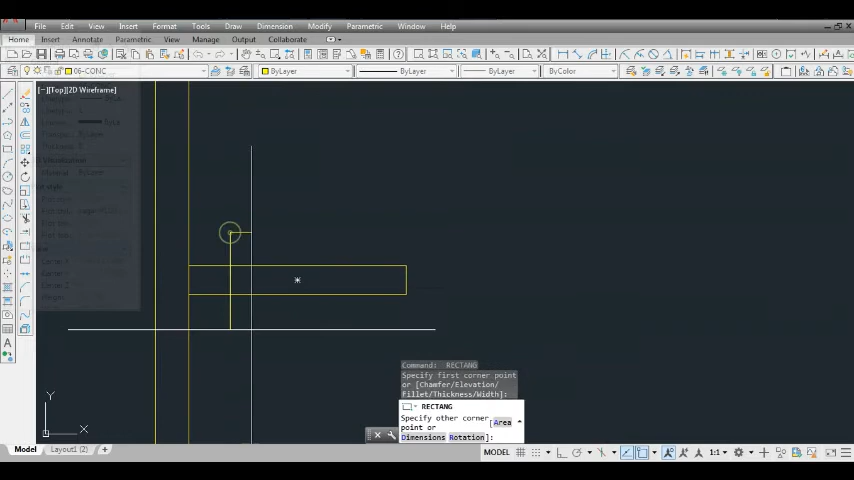 File Edit View Insert Format Tools Draw Dimension Modify Parametric Window Help
Home Insert Annotate Parametric View Manage Output Collaborate
06-CONC ByLayer ByLayer ByLayer ByColor
[−][Top][2D Wireframe]
Command: RECTANG
Specify first corner point
or [Chamfer/Elevation/
Fillet/Thickness/Width]:
RECTANG
Specify other corner [Area
point or
Dimensions Rotation]:
Y
X
A
Model Layout1 (2) + MODEL 1:1